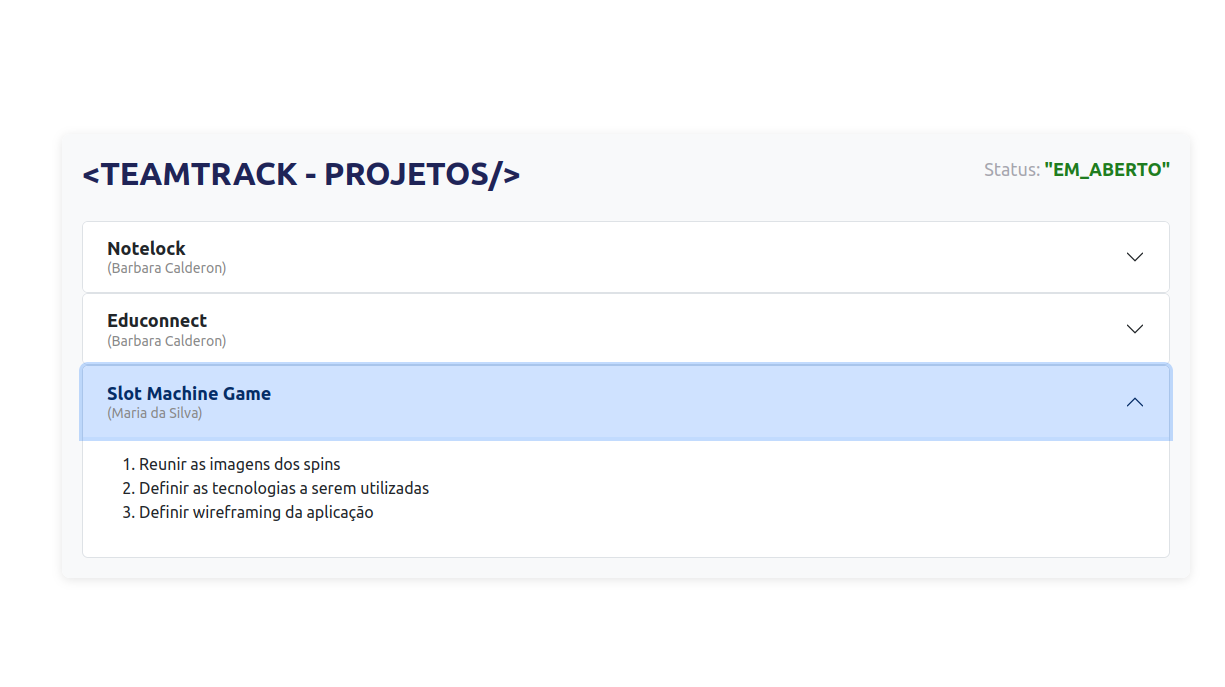 <TEAMTRACK - PROJETOS/>
Status: "EM_ABERTO"
Notelock
(Barbara Calderon)
Educonnect
(Barbara Calderon)
Slot Machine Game
(Maria da Silva)
1. Reunir as imagens dos spins
2. Definir as tecnologias a serem utilizadas
3. Definir wireframing da aplicação